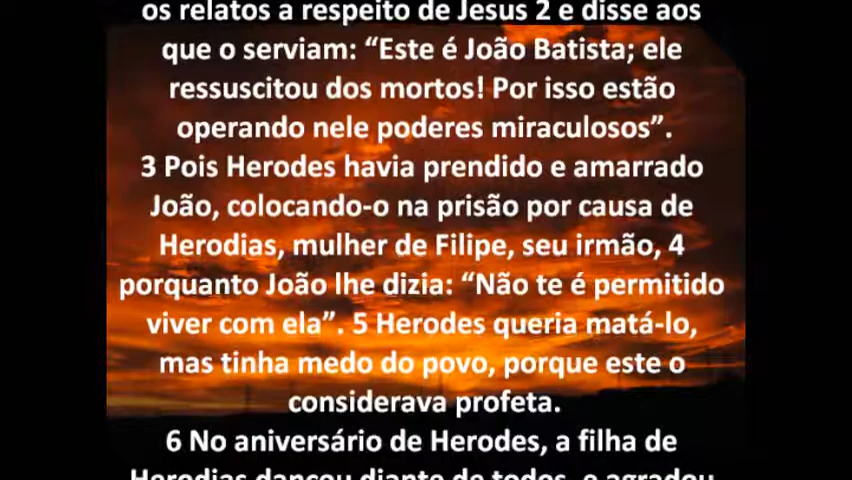 os relatos a respeito de Jesus 2 e disse aos
que o serviam: “Este é João Batista; ele
ressuscitou dos mortos! Por isso estão
operando nele poderes miraculosos”.
3 Pois Herodes havia prendido e amarrado
João, colocando-o na prisão por causa de
Herodias, mulher de Filipe, seu irmão, 4
porquanto João lhe dizia: “Não te é permitido
viver com ela”. 5 Herodes queria matá-lo,
mas tinha medo do povo, porque este o
considerava profeta.
6 No aniversário de Herodes, a filha de
Herodias dançou diante de todos, e agradou